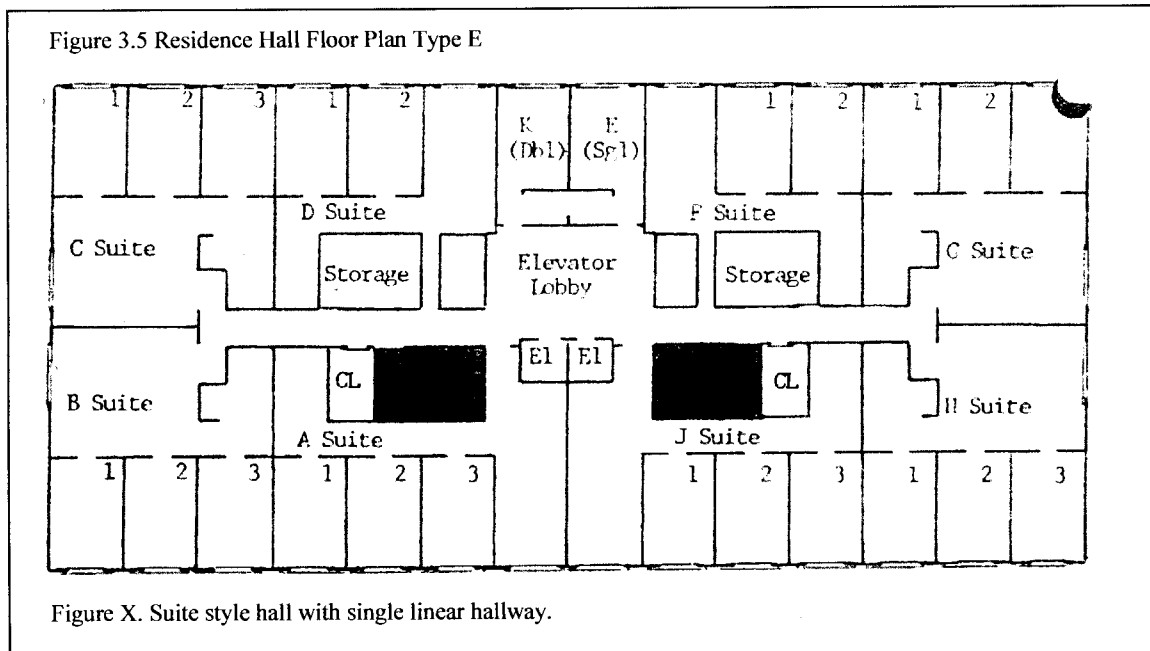 Figure 3.5 Residence Hall Floor Plan Type E
1 2 3 1 2 1 2 1 2
K E
(Dbl) (Sgl)
D Suite F Suite
C Suite Storage Elevator Storage C Suite
Lobby
El El
CL CL
B Suite H Suite
A Suite J Suite
1 2 3 1 2 3 1 2 3 1 2 3
Figure X. Suite style hall with single linear hallway.